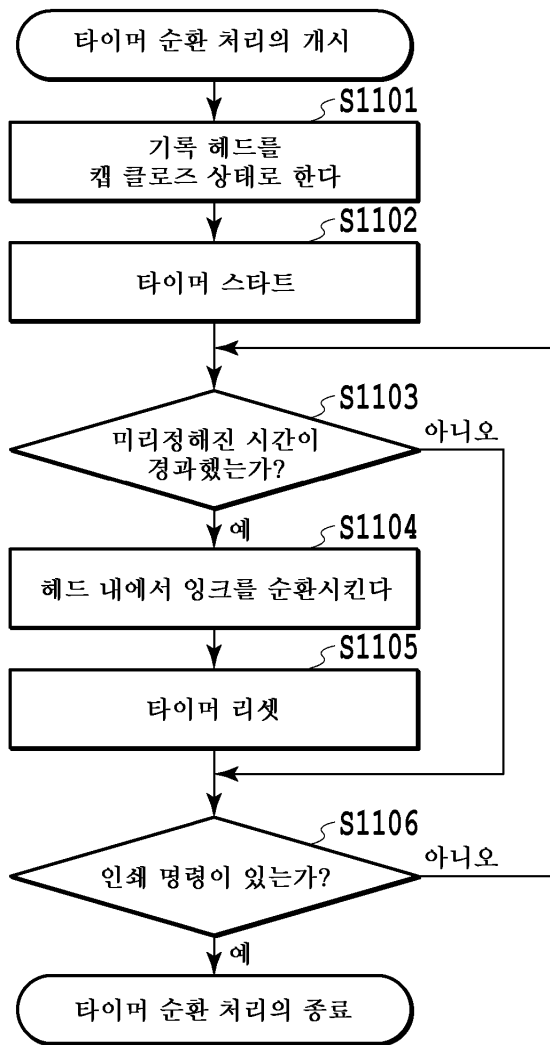 타이머 순환 처리의 개시
S1101
기록 헤드를
캡 클로즈 상태로 한다
S1102
타이머 스타트
S1103
미리정해진 시간이
경과했는가?
아니오
예
S1104
헤드 내에서 잉크를 순환시킨다
S1105
타이머 리셋
S1106
인쇄 명령이 있는가?
아니오
예
타이머 순환 처리의 종료